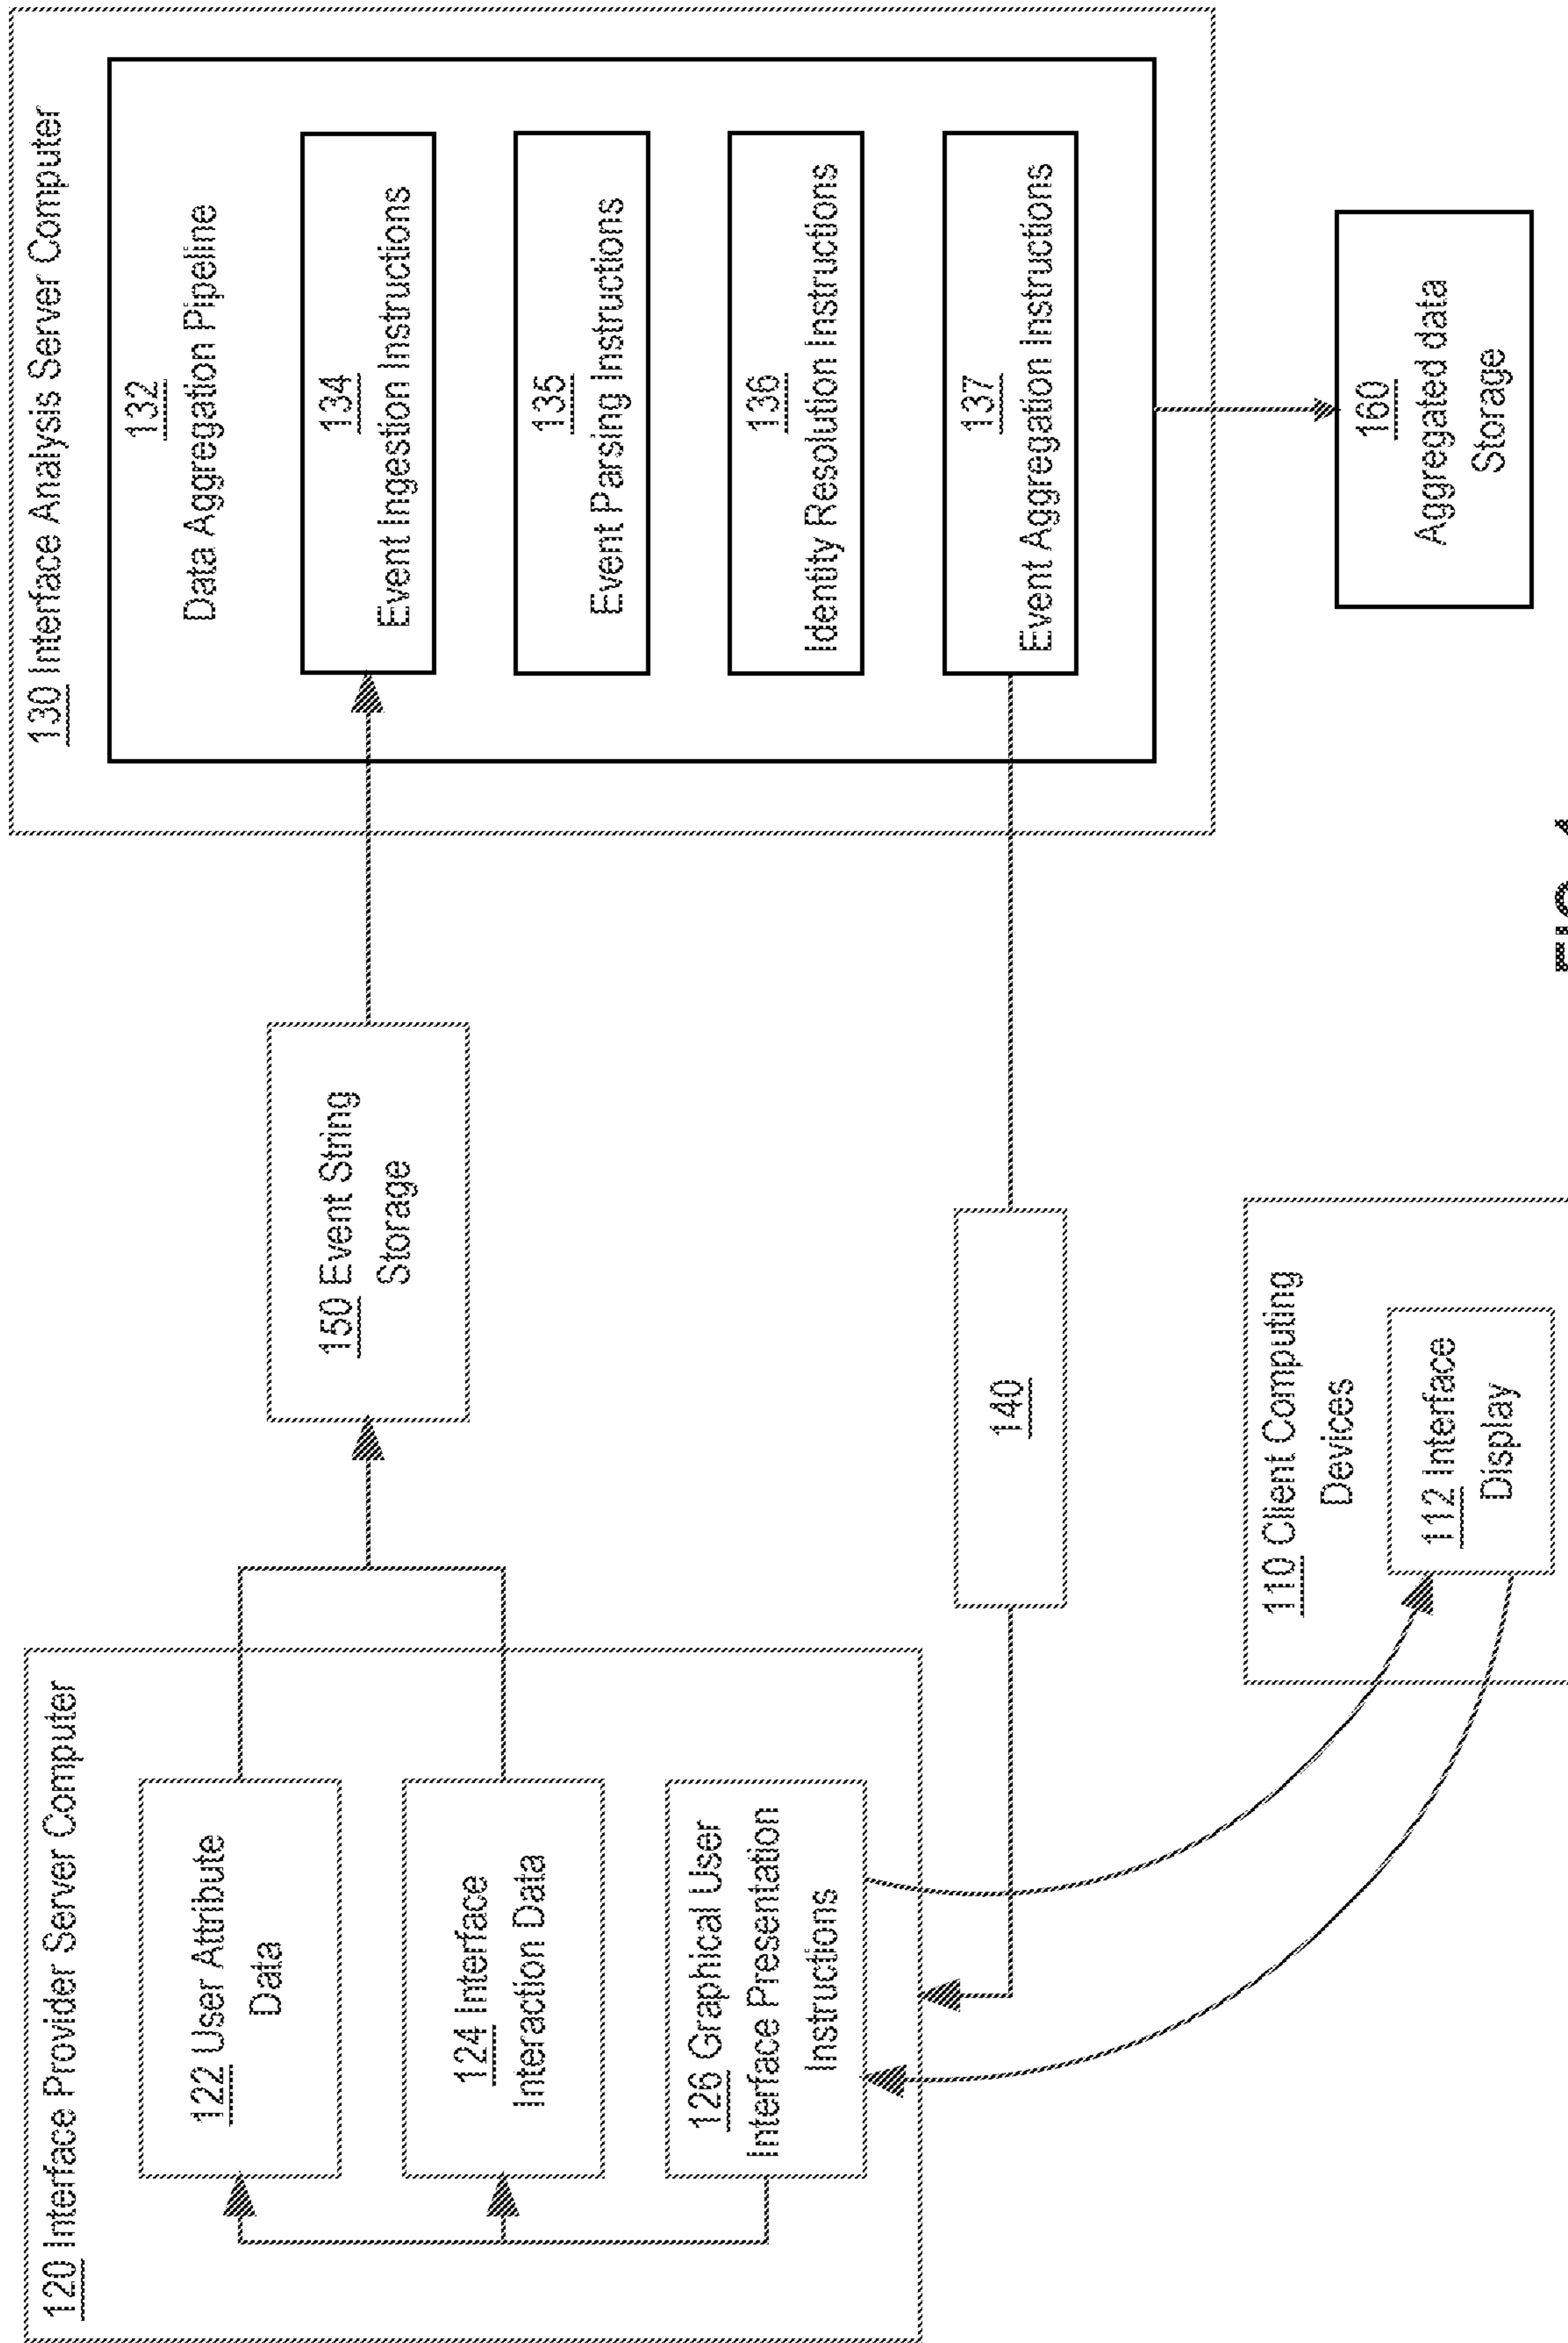 120 Interface Provider Server Computer
122 User Attribute
Data
124 Interface
Interaction Data
126 Graphical User
Interface Presentation
Instructions
150 Event String
Storage
140
110 Client Computing
Devices
112 Interface
Display
130 Interface Analysis Server Computer
132
Data Aggregation Pipeline
134
Event Ingestion Instructions
135
Event Parsing Instructions
136
Identity Resolution Instructions
137
Event Aggregation Instructions
160
Aggregated data
Storage